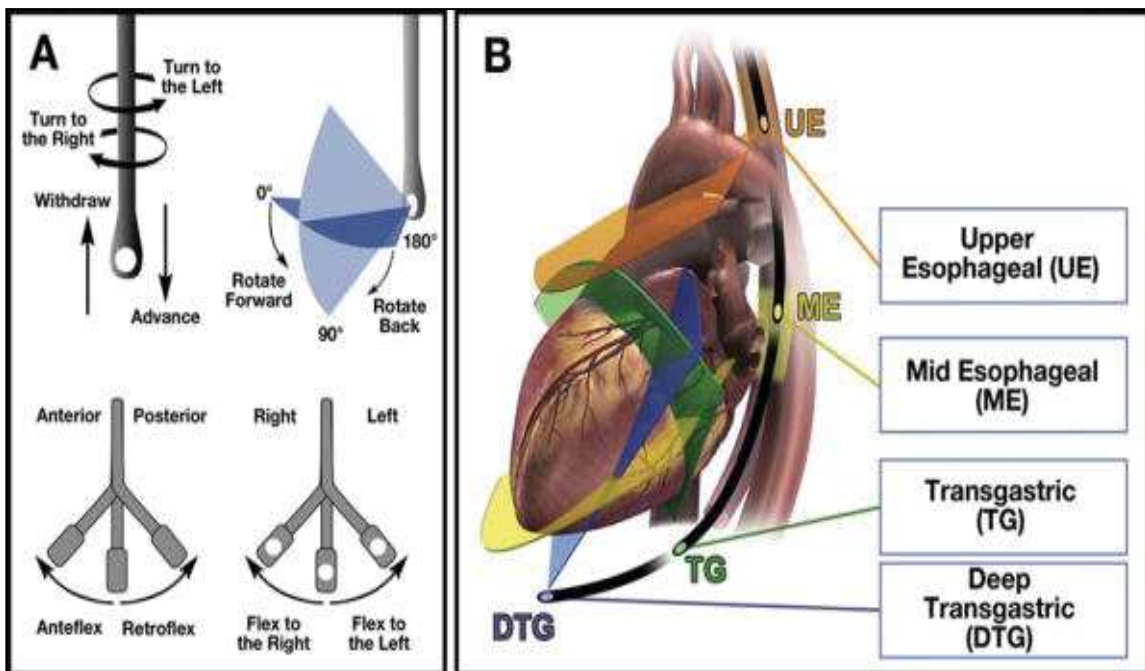 A
Turn to
the Left
Turn to
the Right
Withdraw
Advance
0°
180°
Rotate
Forward
Rotate
Back
90°
Anterior
Posterior
Right
Left
Anteflex
Retroflex
Flex to
the Right
Flex to
the Left
B
UE
ME
TG
DTG
Upper
Esophageal (UE)
Mid Esophageal
(ME)
Transgastric
(TG)
Deep
Transgastric
(DTG)